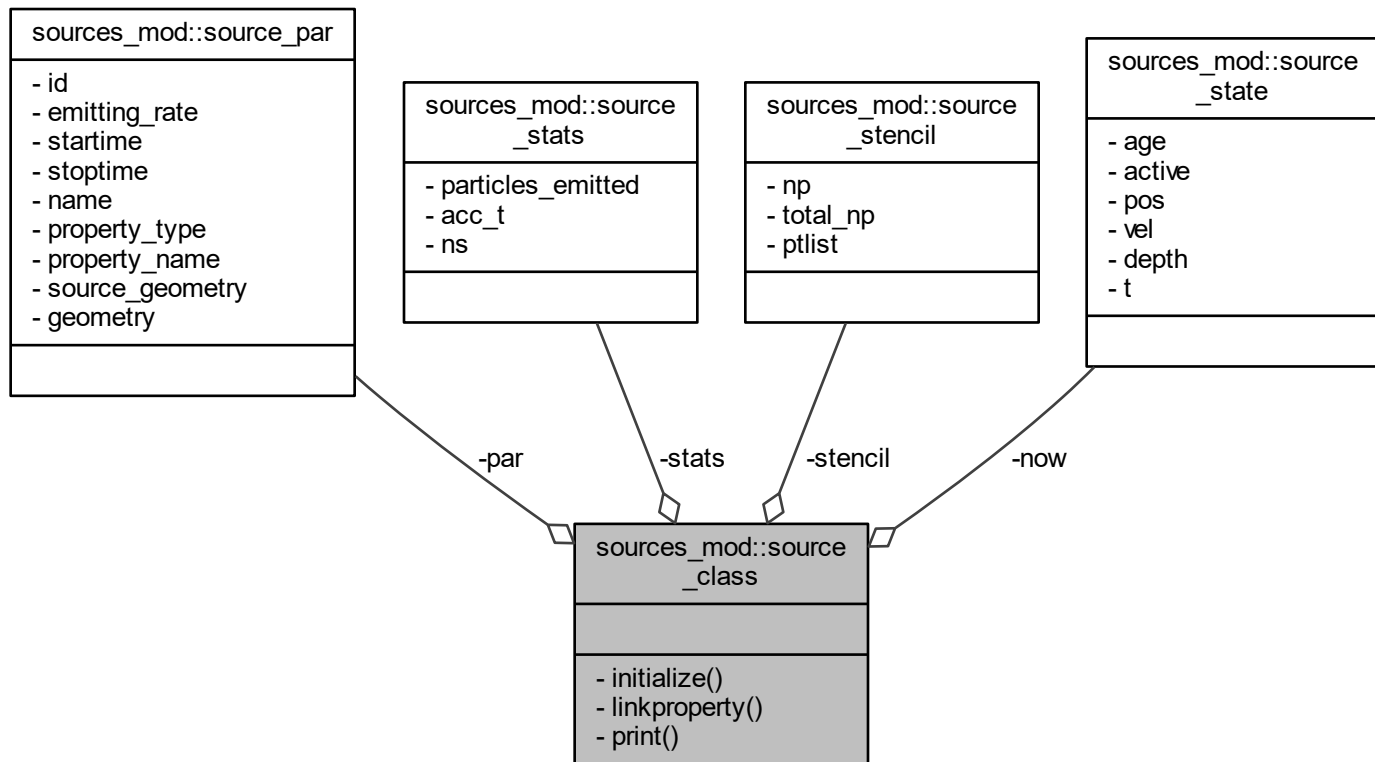 sources_mod::source_par
- id
- emitting_rate
- startime
- stoptime
- name
- property_type
- property_name
- source_geometry
- geometry
sources_mod::source
_stats
- particles_emitted
- acc_t
- ns
sources_mod::source
_stencil
- np
- total_np
- ptlist
sources_mod::source
_state
- age
- active
- pos
- vel
- depth
- t
-par
-stats
-stencil
-now
sources_mod::source
_class
- initialize()
- linkproperty()
- print()